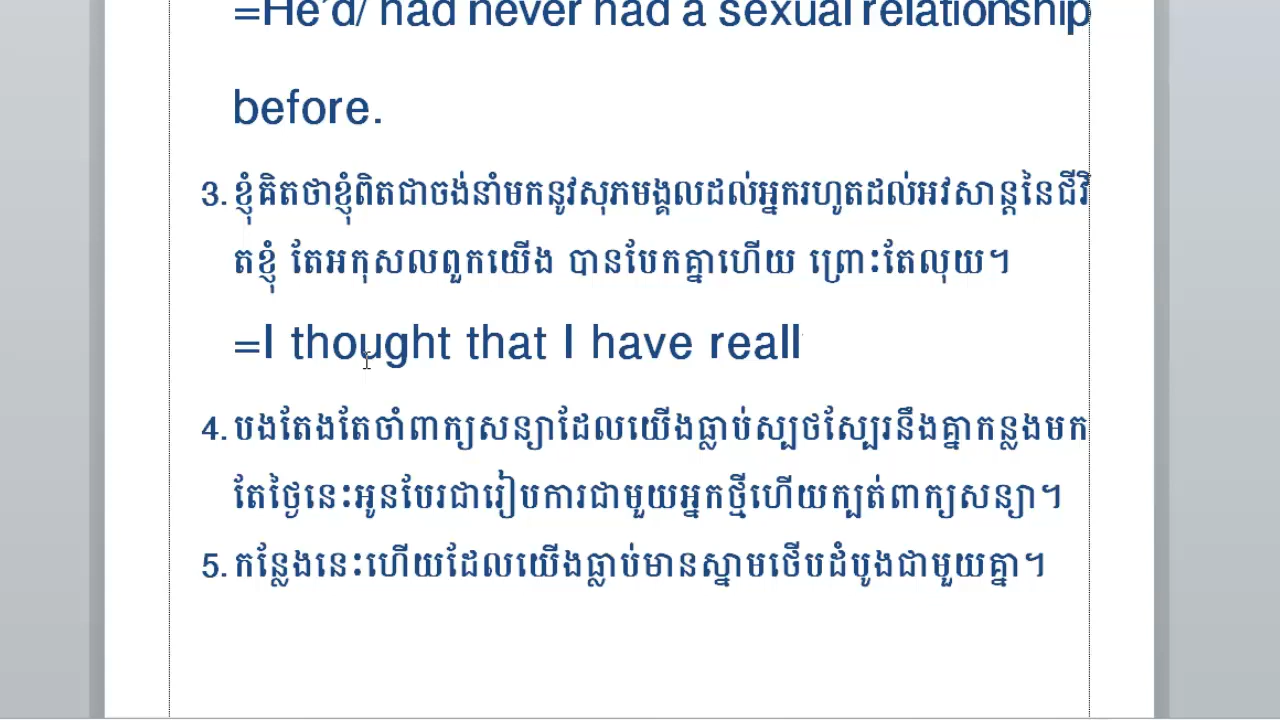 =He’d/ had never had a sexual relationship
before.
3. ខ្ញុំគិតថាខ្ញុំពិតជាចង់នាំមកនូវសុភមង្គលដល់អ្នករហូតដល់អវសាន្តនៃជីវិ
តខ្ញុំ តែអកុសលពួកយើង បានបែកគ្នាហើយ ព្រោះតែលុយ។
=I thought that I have reall
4. បងតែងតែចាំពាក្យសន្យាដែលយើងធ្លាប់ស្បថស្បែរនឹងគ្នាកន្លងមក
តែថ្ងៃនេះអូនបែរជារៀបការជាមួយអ្នកថ្មីហើយក្បត់ពាក្យសន្យា។
5. កន្លែងនេះហើយដែលយើងធ្លាប់មានស្នាមថើបដំបូងជាមួយគ្នា។